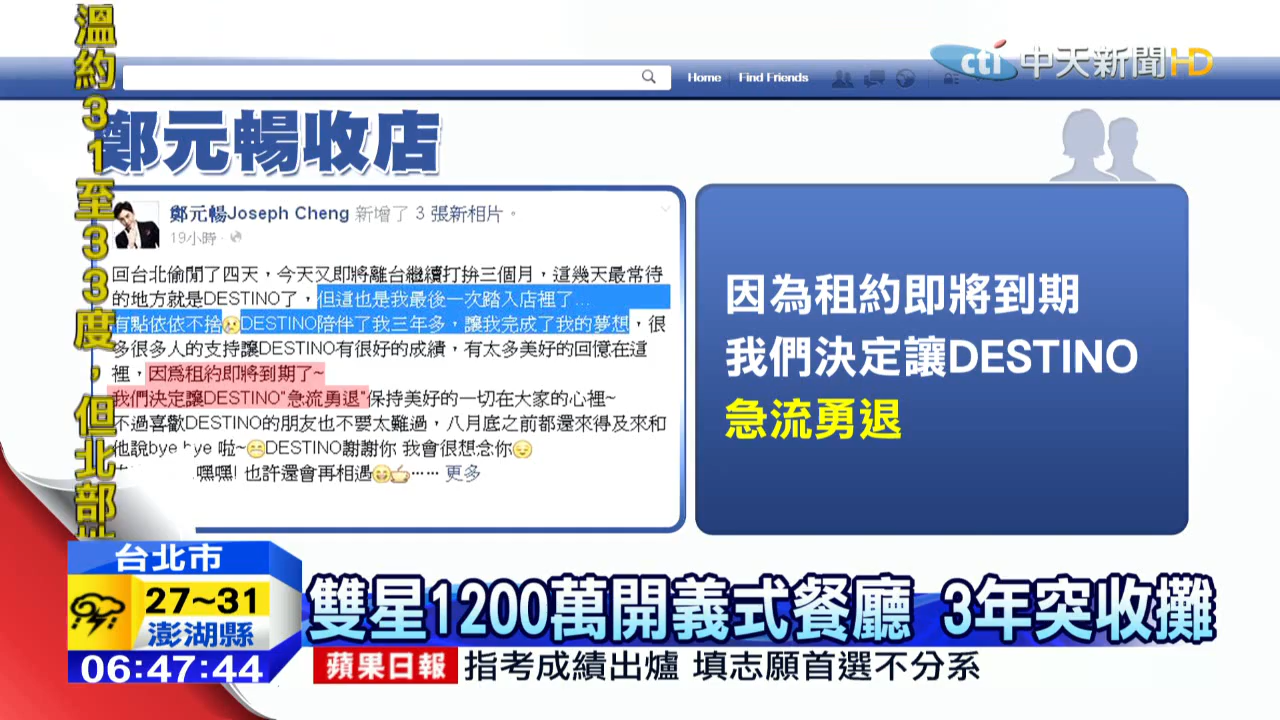 溫約31至33度，但北部
Home Find Friends
cti 中天新聞HD
鄭元暢收店
鄭元暢Joseph Cheng 新增了 3 張新相片。
19小時
回台北偷閒了四天，今天又即將離台繼續打拚三個月，這幾天最常待
的地方就是DESTINO了，但這也是我最後一次踏入店裡了...
有點依依不捨😢DESTINO陪伴了我三年多，讓我完成了我的夢想，很
多很多人的支持讓DESTINO有很好的成績，有太多美好的回憶在這
裡，因為租約即將到期了~
我們決定讓DESTINO"急流勇退"保持美好的一切在大家的心裡~
不過喜歡DESTINO的朋友也不要太難過，八月底之前都還來得及來和
他說bye bye 啦~😁DESTINO謝謝你 我會很想念你😌
嘿嘿! 也許還會再相遇😄☕⋯⋯ 更多
因為租約即將到期
我們決定讓DESTINO
急流勇退
台北市
27~31
澎湖縣
06:47:44
雙星1200萬開義式餐廳 3年突收攤
蘋果日報 指考成績出爐 填志願首選不分系